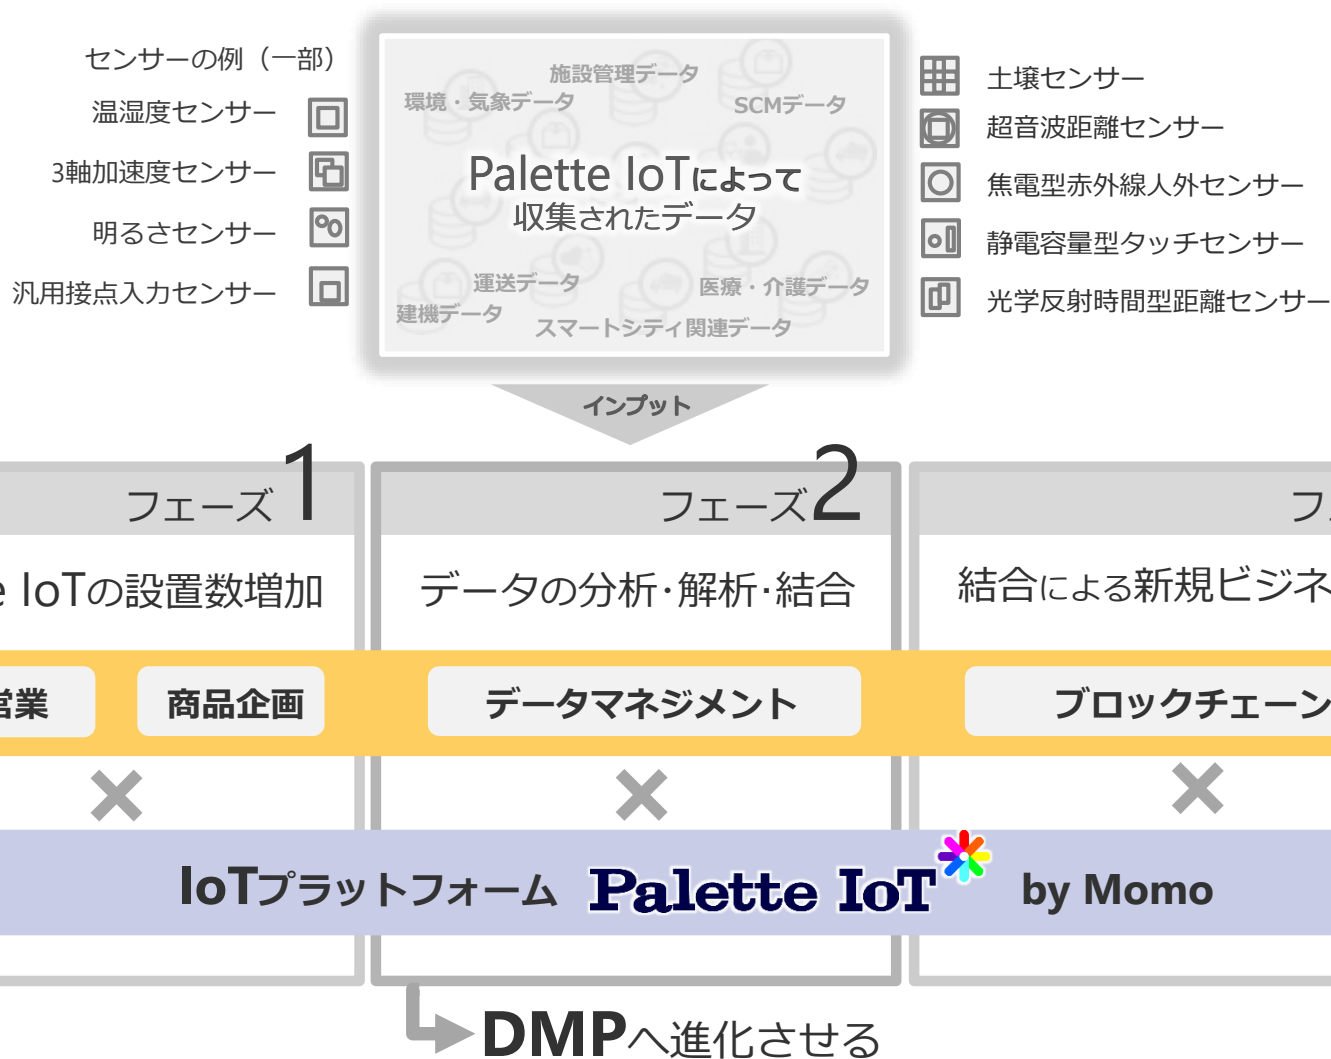 センサーの例（一部）
温湿度センサー
3軸加速度センサー
明るさセンサー
汎用接点入力センサー
施設管理データ
環境・気象データ
SCMデータ
Palette IoTによって
収集されたデータ
運送データ
医療・介護データ
建機データ
スマートシティ関連データ
土壌センサー
超音波距離センサー
焦電型赤外線人外センサー
静電容量型タッチセンサー
光学反射時間型距離センサー
インプット
フェーズ1
e IoTの設置数増加
営業
商品企画
フェーズ2
データの分析・解析・結合
データマネジメント
フェ
結合による新規ビジネ
ブロックチェーン
IoTプラットフォーム Palette IoT by Momo
DMPへ進化させる